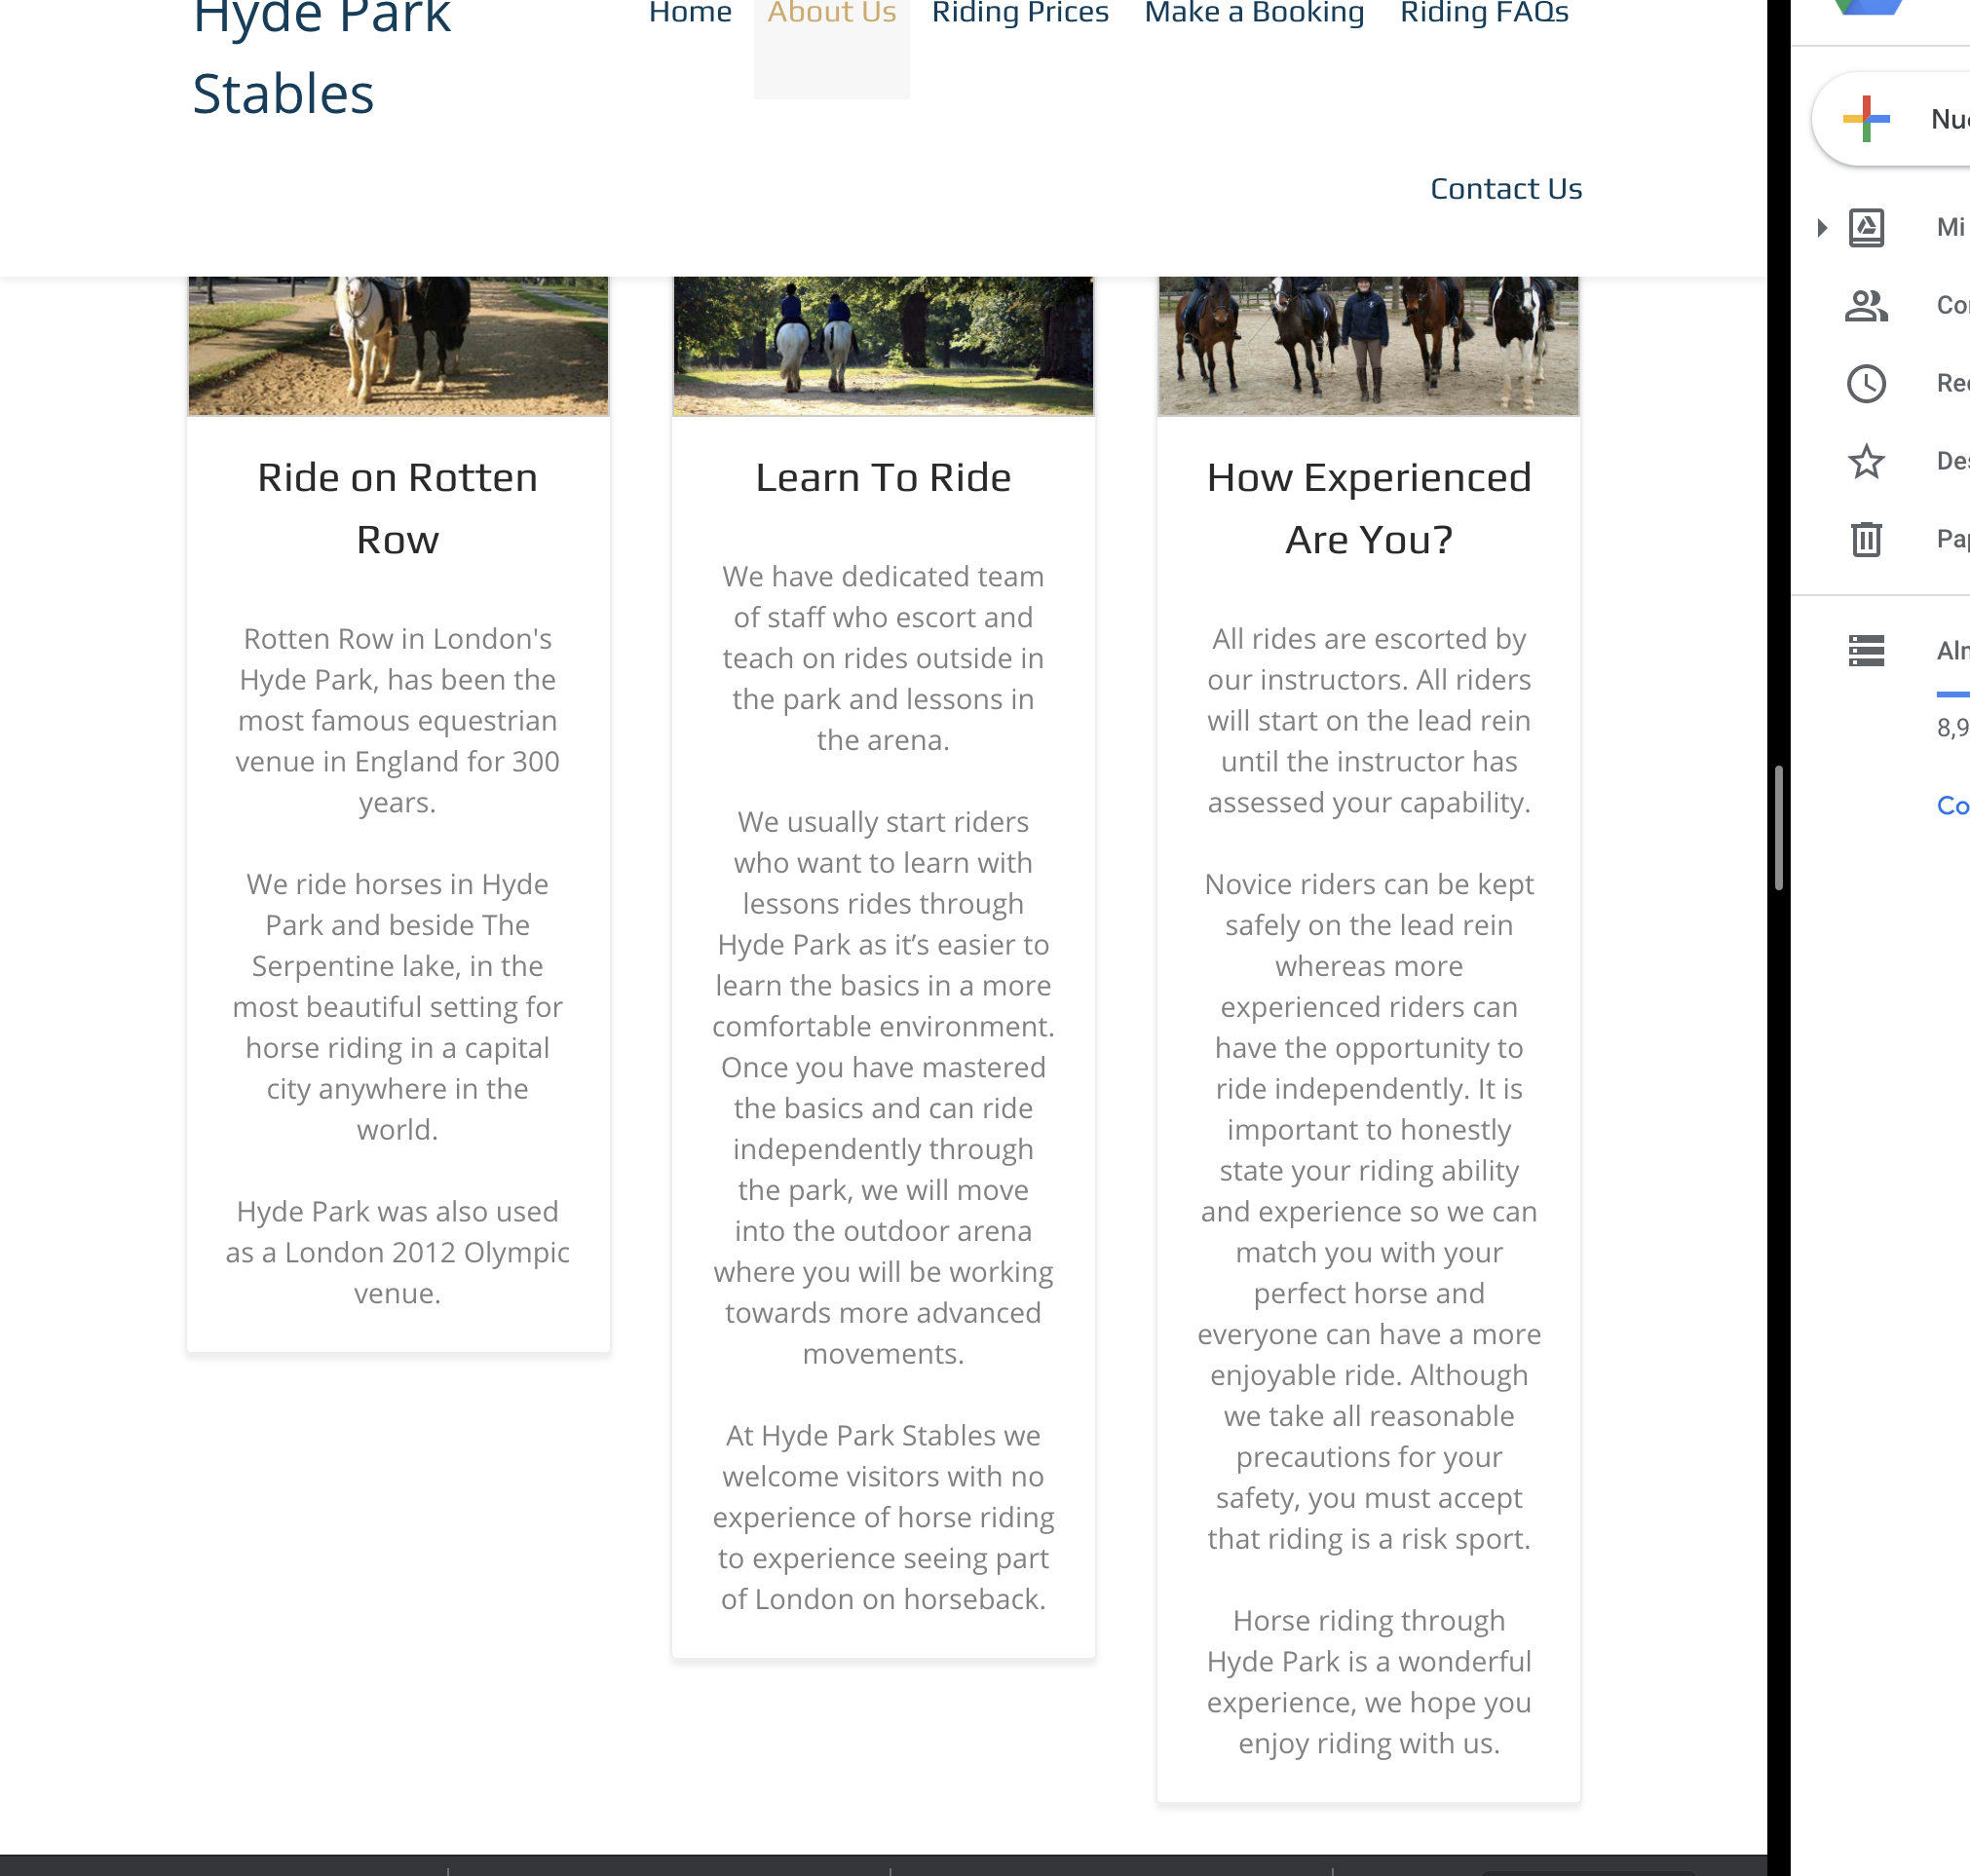 Hyde Park
Stables
Home
About Us
Riding Prices
Make a Booking
Riding FAQs
Contact Us
Ride on Rotten
Row
Rotten Row in London's
Hyde Park, has been the
most famous equestrian
venue in England for 300
years.
We ride horses in Hyde
Park and beside The
Serpentine lake, in the
most beautiful setting for
horse riding in a capital
city anywhere in the
world.
Hyde Park was also used
as a London 2012 Olympic
venue.
Learn To Ride
We have dedicated team
of staff who escort and
teach on rides outside in
the park and lessons in
the arena.
We usually start riders
who want to learn with
lessons rides through
Hyde Park as it’s easier to
learn the basics in a more
comfortable environment.
Once you have mastered
the basics and can ride
independently through
the park, we will move
into the outdoor arena
where you will be working
towards more advanced
movements.
At Hyde Park Stables we
welcome visitors with no
experience of horse riding
to experience seeing part
of London on horseback.
How Experienced
Are You?
All rides are escorted by
our instructors. All riders
will start on the lead rein
until the instructor has
assessed your capability.
Novice riders can be kept
safely on the lead rein
whereas more
experienced riders can
have the opportunity to
ride independently. It is
important to honestly
state your riding ability
and experience so we can
match you with your
perfect horse and
everyone can have a more
enjoyable ride. Although
we take all reasonable
precautions for your
safety, you must accept
that riding is a risk sport.
Horse riding through
Hyde Park is a wonderful
experience, we hope you
enjoy riding with us.
Mi
8,9